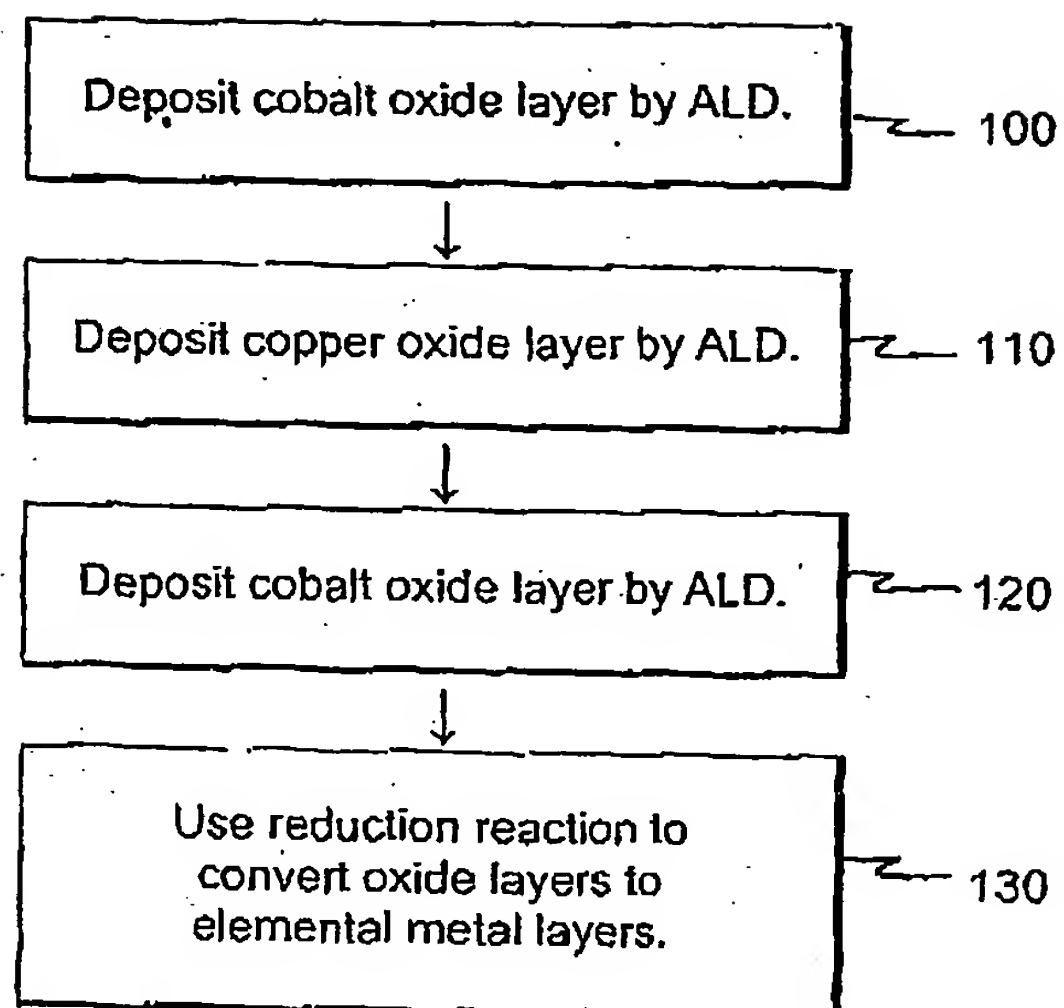 Deposit cobalt oxide layer by ALD.
100
Deposit copper oxide layer by ALD.
110
Deposit cobalt oxide layer by ALD.
120
Use reduction reaction to
convert oxide layers to
elemental metal layers.
130